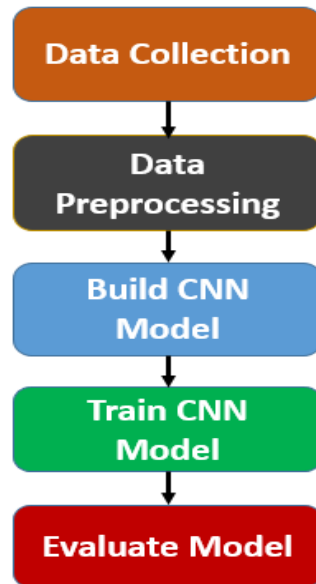 Data Collection
Data
Preprocessing
Build CNN
Model
Train CNN
Model
Evaluate Model